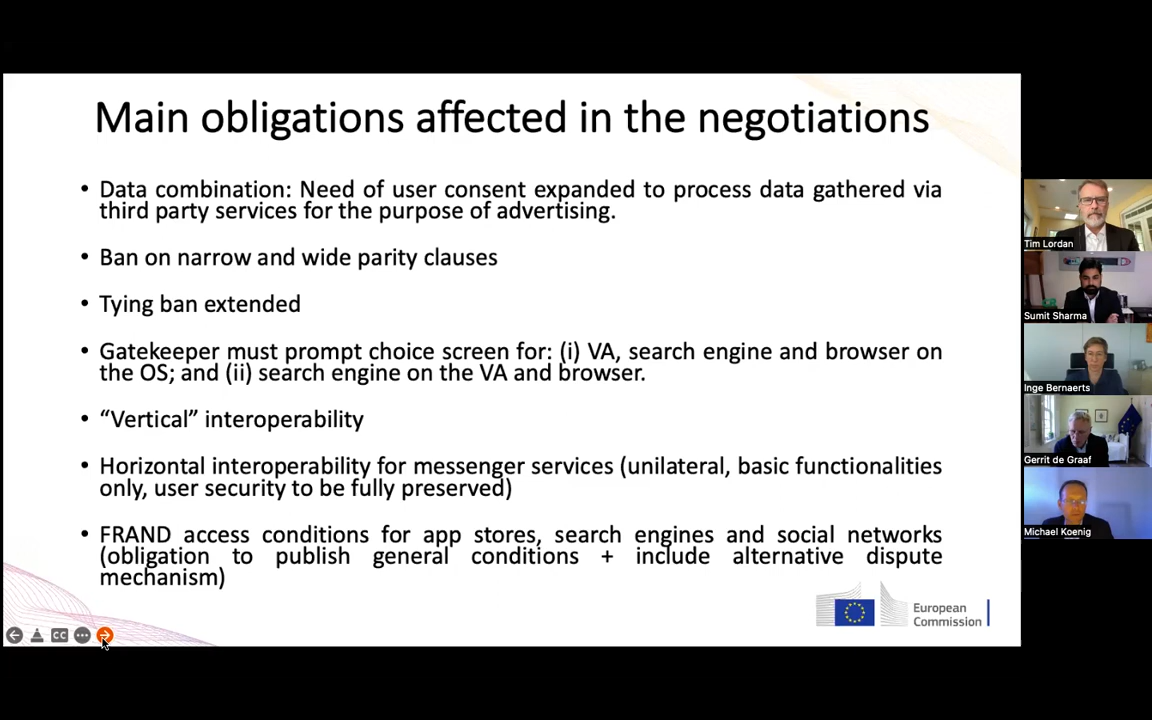 Main obligations affected in the negotiations
• Data combination: Need of user consent expanded to process data gathered via
third party services for the purpose of advertising.
• Ban on narrow and wide parity clauses
• Tying ban extended
• Gatekeeper must prompt choice screen for: (i) VA, search engine and browser on
the OS; and (ii) search engine on the VA and browser.
• “Vertical” interoperability
• Horizontal interoperability for messenger services (unilateral, basic functionalities
only, user security to be fully preserved)
• FRAND access conditions for app stores, search engines and social networks
(obligation to publish general conditions + include alternative dispute
mechanism)
European
Commission
CC
Tim Lordan
Sumit Sharma
Inge Bernaerts
Gerrit de Graaf
Michael Koenig